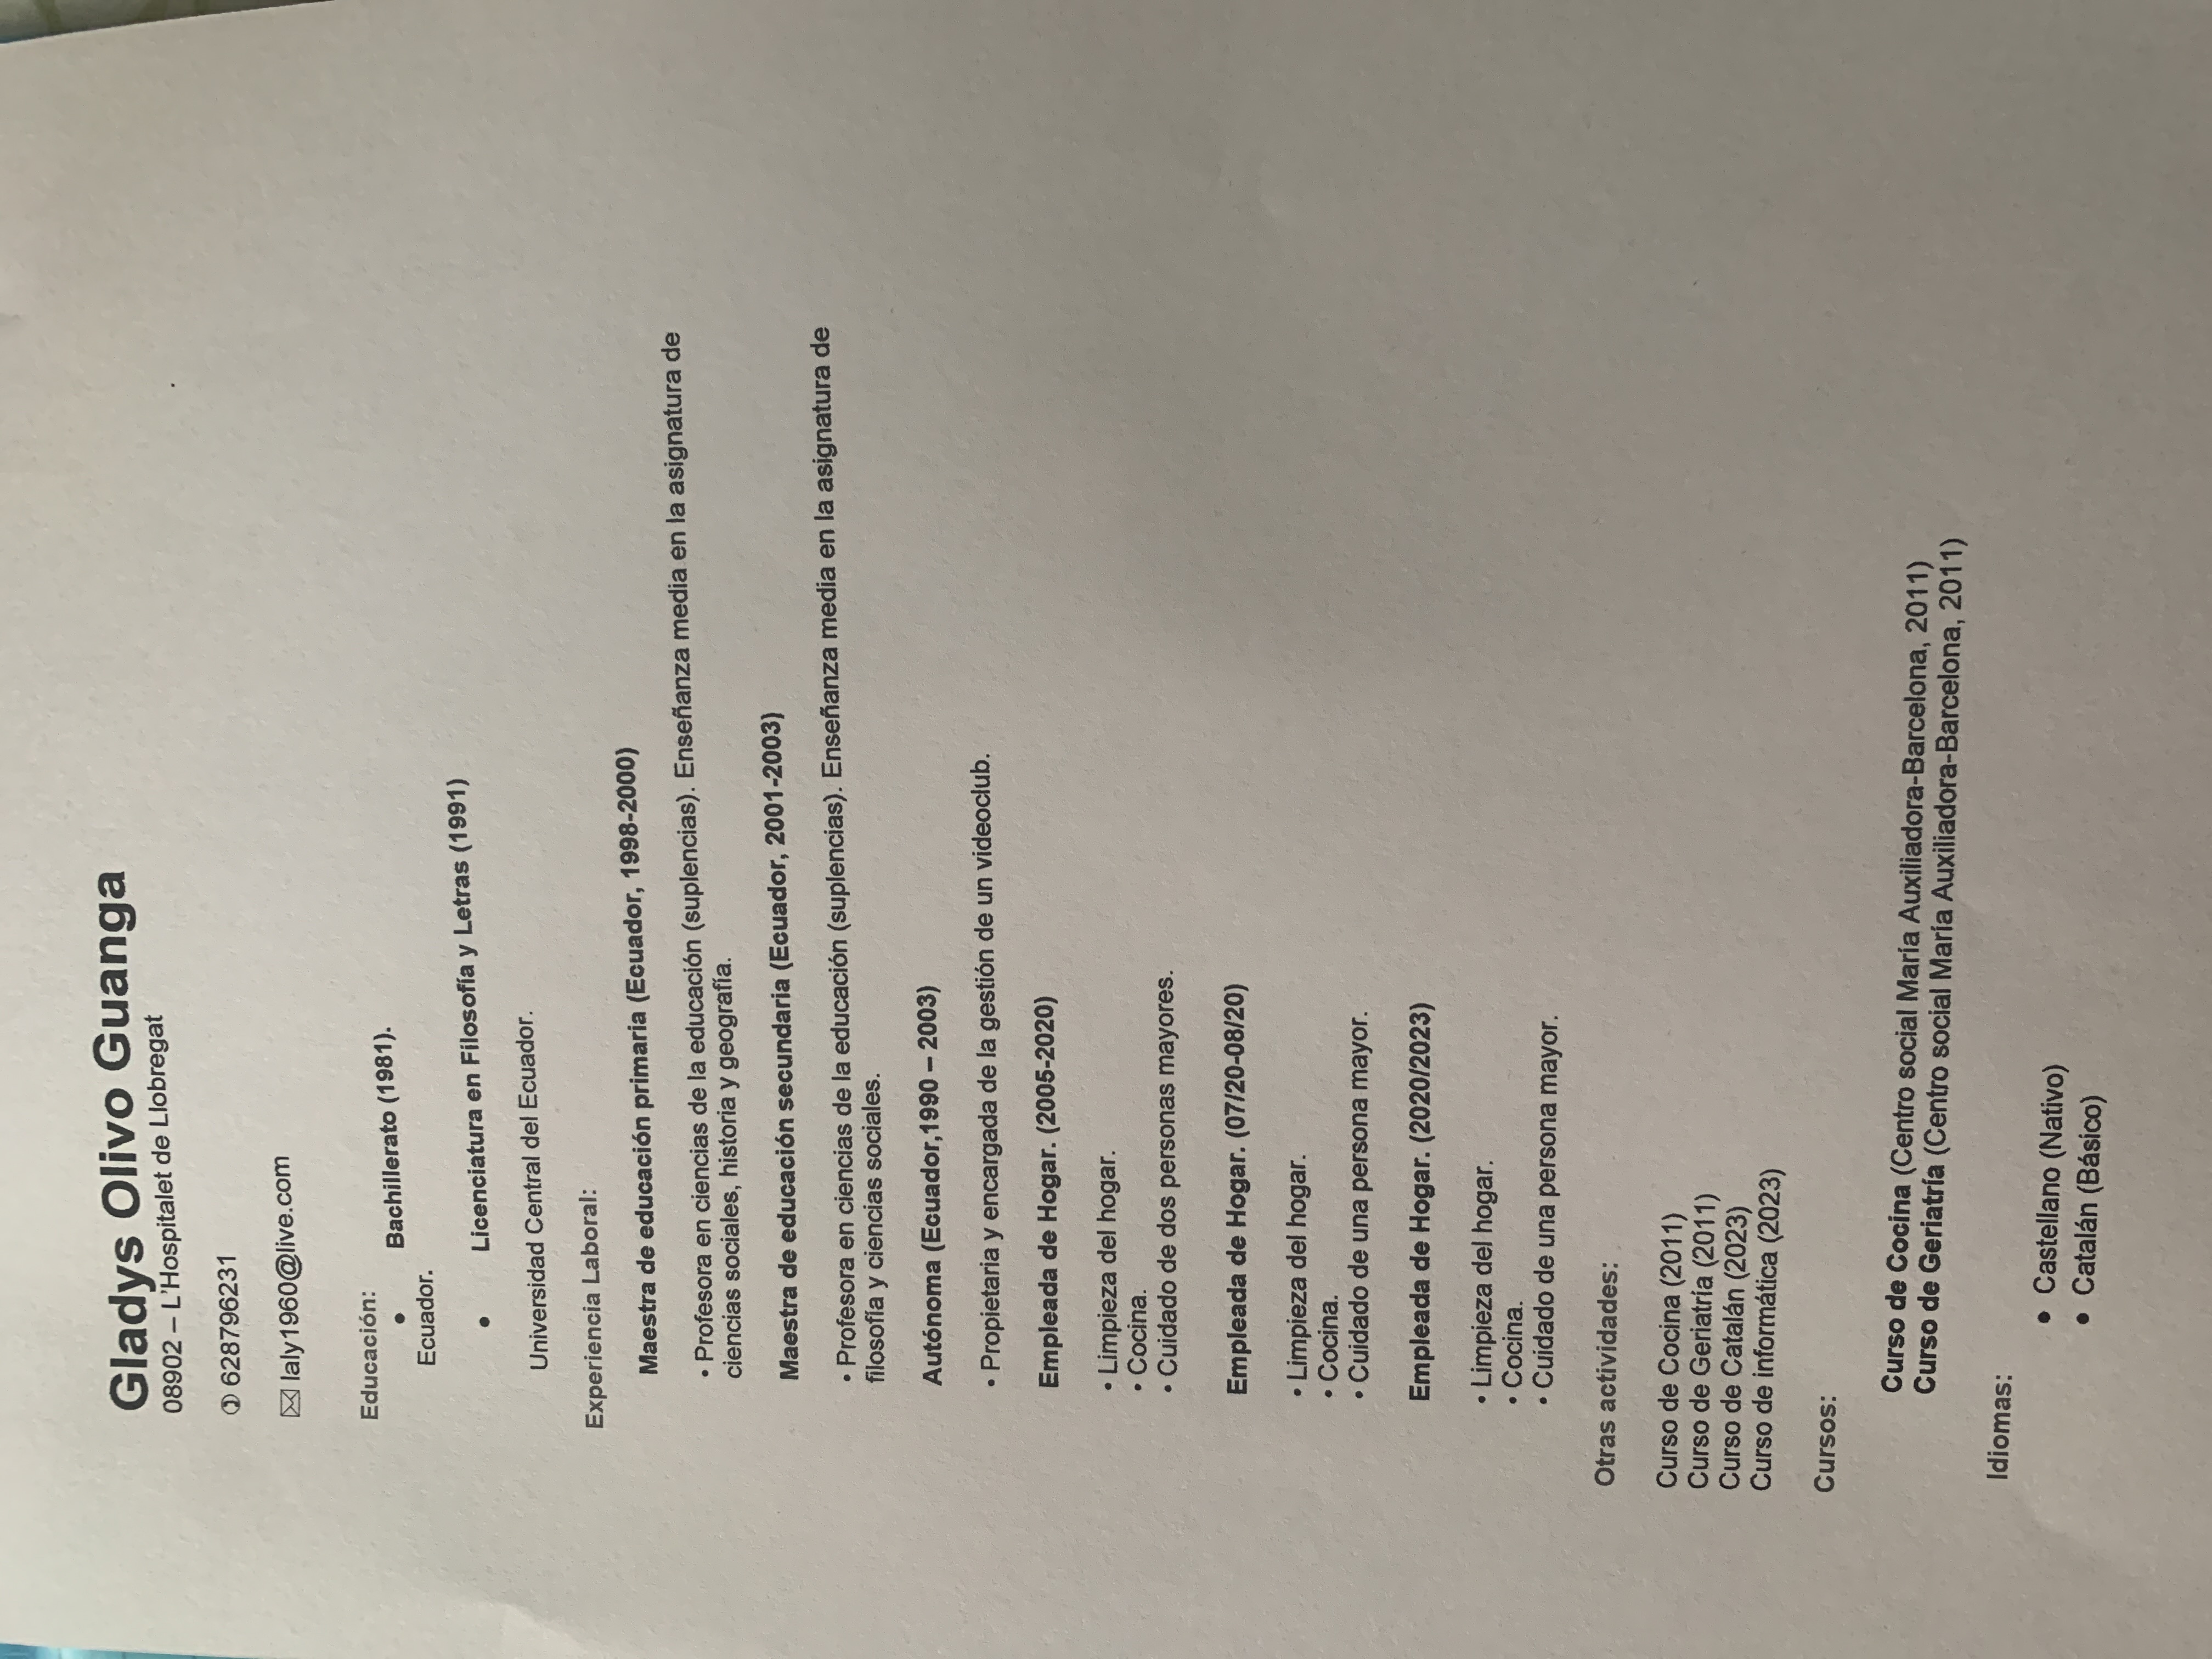 Gladys Olivo Guanga
08902 – L'Hospitalet de Llobregat
✆ 628796231
✉ laly1960@live.com
Educación:
• Bachillerato (1981).
Ecuador.
• Licenciatura en Filosofía y Letras (1991)
Universidad Central del Ecuador.
Experiencia Laboral:
Maestra de educación primaria (Ecuador, 1998-2000)
• Profesora en ciencias de la educación (suplencias). Enseñanza media en la asignatura de
ciencias sociales, historia y geografía.
Maestra de educación secundaria (Ecuador, 2001-2003)
• Profesora en ciencias de la educación (suplencias). Enseñanza media en la asignatura de
filosofía y ciencias sociales.
Autónoma (Ecuador,1990 – 2003)
• Propietaria y encargada de la gestión de un videoclub.
Empleada de Hogar. (2005-2020)
• Limpieza del hogar.
• Cocina.
• Cuidado de dos personas mayores.
Empleada de Hogar. (07/20-08/20)
• Limpieza del hogar.
• Cocina.
• Cuidado de una persona mayor.
Empleada de Hogar. (2020/2023)
• Limpieza del hogar.
• Cocina.
• Cuidado de una persona mayor.
Otras actividades:
Curso de Cocina (2011)
Curso de Geriatría (2011)
Curso de Catalán (2023)
Curso de informática (2023)
Cursos:
Curso de Cocina (Centro social María Auxiliadora-Barcelona, 2011)
Curso de Geriatría (Centro social María Auxiliadora-Barcelona, 2011)
Idiomas:
• Castellano (Nativo)
• Catalán (Básico)